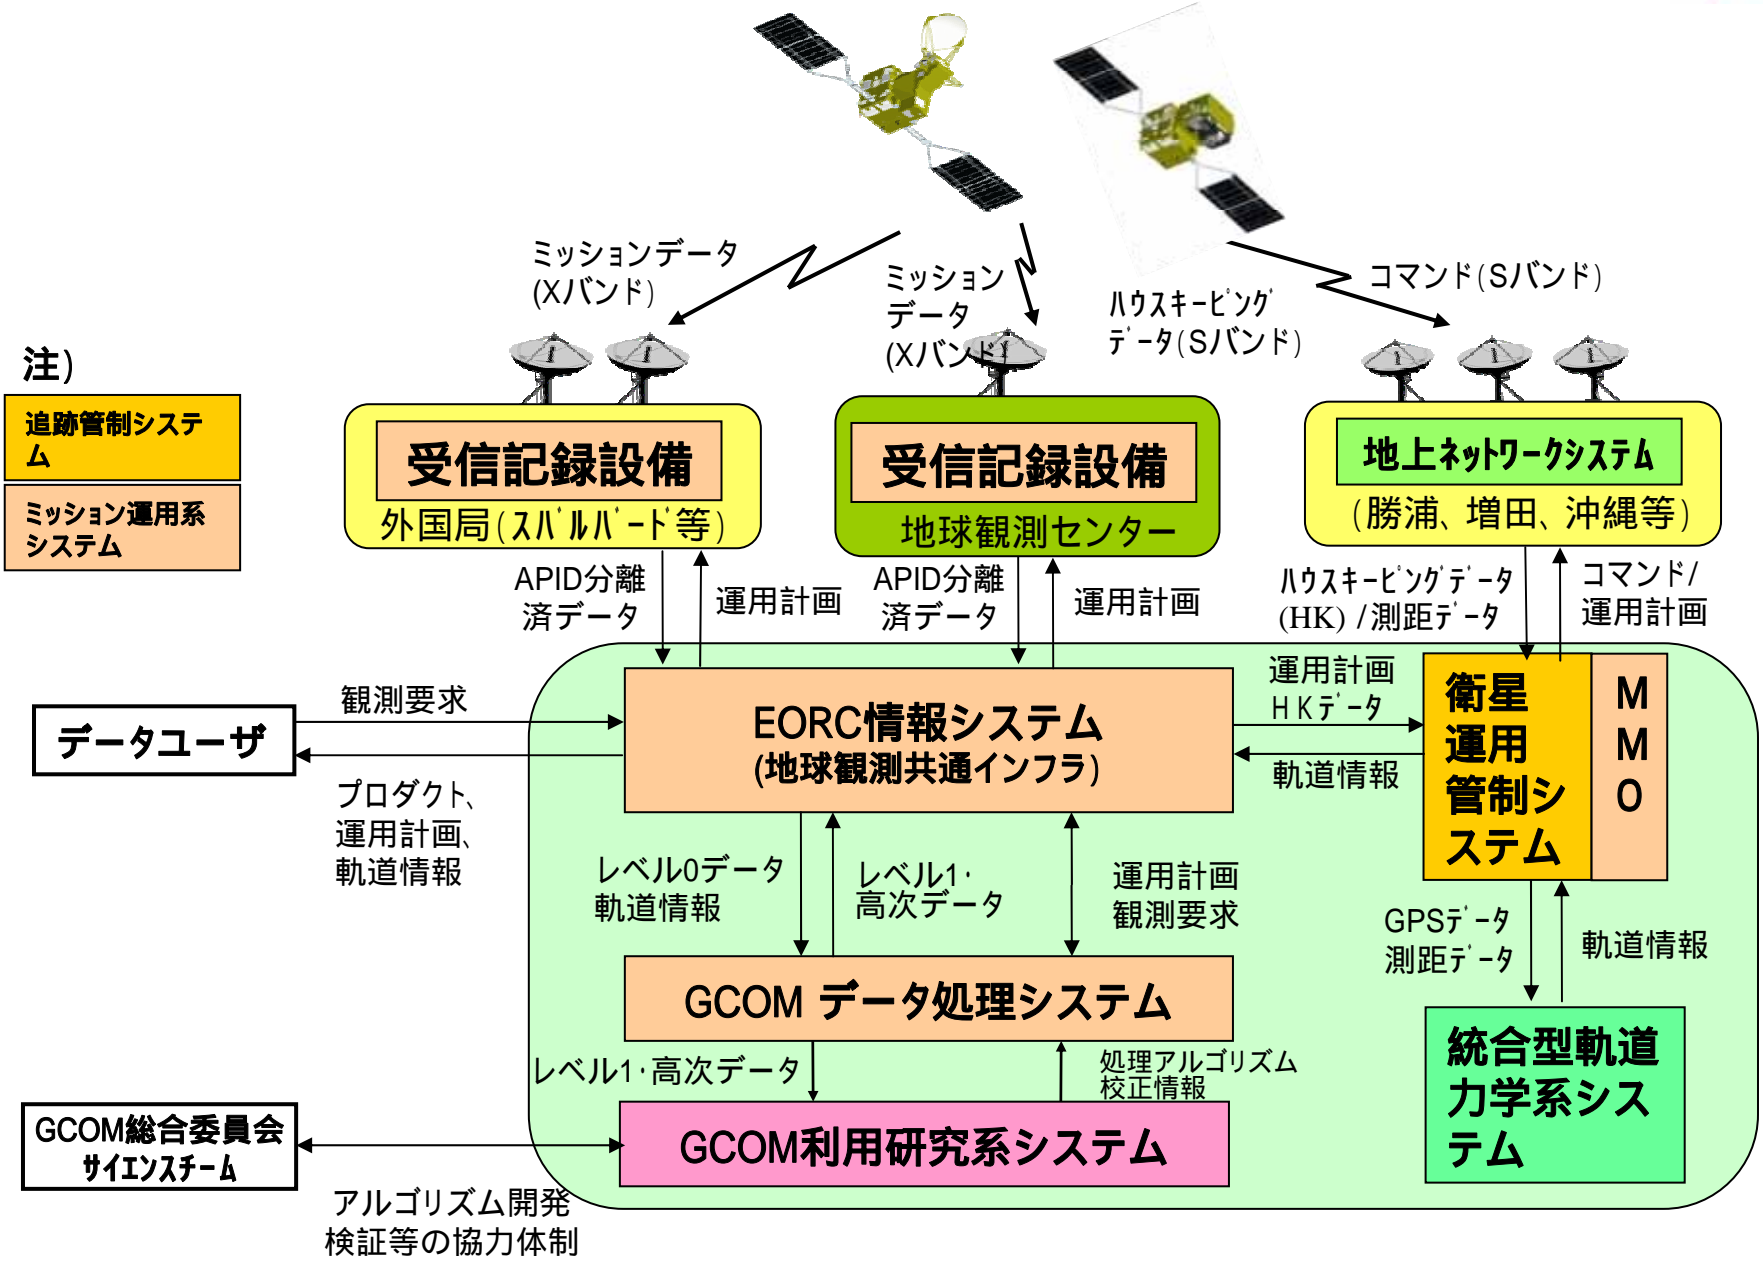 ミッションデータ
(Xバンド)
ミッション
データ
(Xバンド)
ﾊｳｽｷｰﾋﾟﾝｸﾞ
ﾃﾞｰﾀ(Sバンド)
コマンド(Sバンド)
注)
追跡管制システ
ム
ミッション運用系
システム
受信記録設備
外国局(ｽﾊﾞﾙﾊﾞｰﾄﾞ等)
受信記録設備
地球観測センター
地上ﾈｯﾄﾜｰｸｼｽﾃﾑ
(勝浦、増田、沖縄等)
APID分離
済データ
運用計画
APID分離
済データ
運用計画
ﾊｳｽｷｰﾋﾟﾝｸﾞﾃﾞｰﾀ
(HK) /測距ﾃﾞｰﾀ
コマンド/
運用計画
データユーザ
観測要求
プロダクト、
運用計画、
軌道情報
EORC情報システム
(地球観測共通インフラ)
運用計画
HKﾃﾞｰﾀ
軌道情報
衛星
運用
管制シ
ステム
M
M
O
レベル0データ
軌道情報
レベル1・
高次データ
運用計画
観測要求
GPSﾃﾞｰﾀ
測距ﾃﾞｰﾀ
軌道情報
GCOM データ処理システム
レベル1・高次データ
処理アルゴリズム
校正情報
統合型軌道
力学系シス
テム
GCOM総合委員会
ｻｲｴﾝｽﾁｰﾑ
GCOM利用研究系システム
アルゴリズム開発
検証等の協力体制